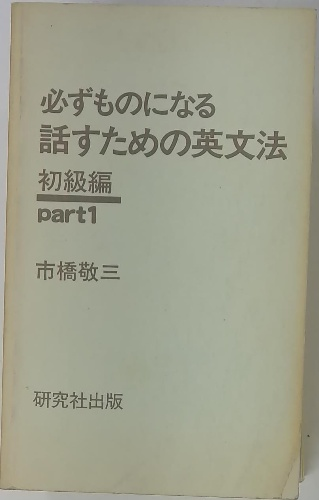 必ずものになる
話すための英文法
初級編
part1
市橋敬三
研究社出版